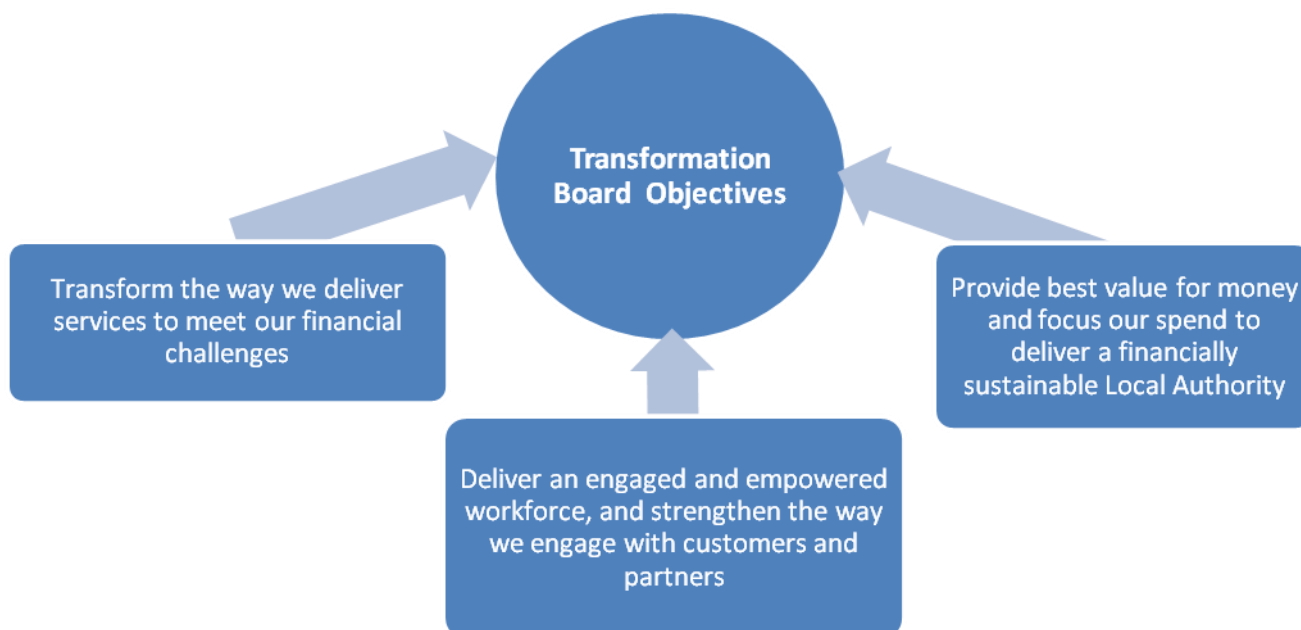 Transformation
Board Objectives
Transform the way we deliver
services to meet our financial
challenges
Provide best value for money
and focus our spend to
deliver a financially
sustainable Local Authority
Deliver an engaged and empowered
workforce, and strengthen the way
we engage with customers and
partners